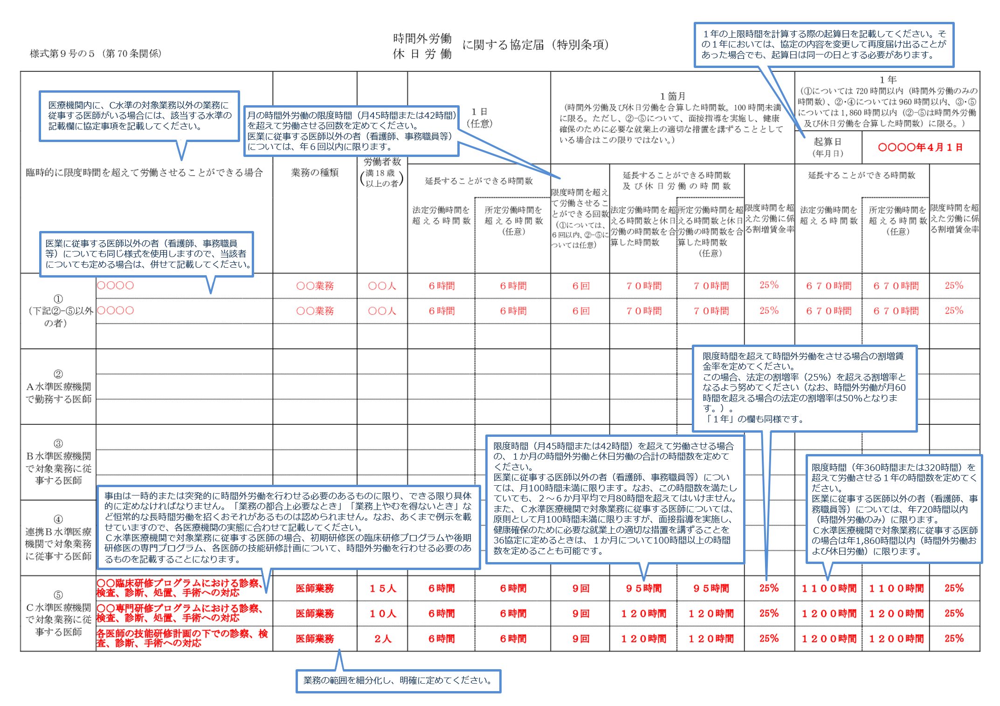 様式第９号の５（第70条関係）
時間外労働
休日労働
に関する協定届（特別条項）
１年の上限時間を計算する際の起算日を記載してください。そ
の１年においては、協定の内容を変更して再度届け出ることが
あった場合でも、起算日は同一の日とする必要があります。
医療機関内に、C水準の対象業務以外の業務に
従事する医師がいる場合には、該当する水準の
記載欄に協定事項を記載してください。
月の時間外労働の限度時間（月45時間または42時間）
を超えて労働させる回数を定めてください。
医業に従事する医師以外の者（看護師、事務職員等）
については、年６回以内に限ります。
臨時的に限度時間を超えて労働させることができる場合
業務の種類
労働者数
（満18歳
以上の者）
１日
（任意）
延長することができる時間数
法定労働時間を
超える時間数
所定労働時間を
超える時間数
（任意）
１箇月
（時間外労働及び休日労働を合算した時間数。100時間未満
に限る。ただし、②-⑤について、面接指導を実施し、健康
確保のために必要な就業上の適切な措置を講ずることとして
いる場合はこの限りではない。）
限度時間を超え
て労働させるこ
とができる回数
（①については、
６回以内、②-⑤に
ついては任意）
延長することができる時間数
及び休日労働の時間数
法定労働時間を超
える時間数と休日
労働の時間数を合
算した時間数
所定労働時間を超
える時間数と休日
労働の時間数を合
算した時間数
（任意）
限度時間を超
えた労働に係
る割増賃金率
１年
（①については720時間以内（時間外労働のみの
時間数）、②・④については960時間以内、③・⑤
については1,860時間以内（②-⑤は時間外労働
及び休日労働を合算した時間数）に限る。）
起算日
（年月日）
〇〇〇〇年４月１日
延長することができる時間数
法定労働時間を
超える時間数
所定労働時間を
超える時間数
（任意）
限度時間を超
えた労働に係
る割増賃金率
医業に従事する医師以外の者（看護師、事務職員
等）についても同じ様式を使用しますので、当該者
についても定める場合は、併せて記載してください。
①
（下記②-⑤以外
の者）
〇〇〇〇 〇〇業務 〇〇人 ６時間 ６時間 ６回 ７０時間 ７０時間 25％ ６７０時間 ６７０時間 25％
〇〇〇〇 〇〇業務 〇〇人 ６時間 ６時間 ６回 ７０時間 ７０時間 25％ ６７０時間 ６７０時間 25％
②
Ａ水準医療機関
で勤務する医師
限度時間を超えて時間外労働をさせる場合の割増賃
金率を定めてください。
この場合、法定の割増率（25%）を超える割増率と
なるよう努めてください（なお、時間外労働が月60
時間を超える場合の法定の割増率は50%となりま
す。）。
「１年」の欄も同様です。
③
Ｂ水準医療機関
で対象業務に従
事する医師
限度時間（月45時間または42時間）を超えて労働させる場合
の、１か月の時間外労働と休日労働の合計の時間数を定めて
ください。
医業に従事する医師以外の者（看護師、事務職員等）につい
ては、月100時間未満に限ります。なお、この時間数を満たし
ていても、２～６か月平均で月80時間を超えてはいけません。
また、Ｃ水準医療機関で対象業務に従事する医師については、
原則として月100時間未満に限りますが、面接指導を実施し、
健康確保のために必要な就業上の適切な措置を講ずることを
36協定に定めるときは、１か月について100時間以上の時間
数を定めることも可能です。
限度時間（年360時間または320時間）を
超えて労働させる１年の時間数を定めてく
ださい。
医業に従事する医師以外の者（看護師、事
務職員等）については、年720時間以内
（時間外労働のみ）に限ります。
Ｃ水準医療機関で対象業務に従事する医師
の場合は年1,860時間以内（時間外労働お
よび休日労働）に限ります。
④
連携Ｂ水準医療
機関で対象業務
に従事する医師
事由は一時的または突発的に時間外労働を行わせる必要のあるものに限り、できる限り具体
的に定めなければなりません。「業務の都合上必要なとき」「業務上やむを得ないとき」な
ど恒常的な長時間労働を招くおそれがあるものは認められません。なお、あくまで例示を載
せていますので、各医療機関の実態に合わせて記載してください。
Ｃ水準医療機関で対象業務に従事する医師の場合、初期研修医の臨床研修プログラムや後期
研修医の専門プログラム、各医師の技能研修計画について、時間外労働を行わせる必要のあ
るものを記載することになります。
⑤
Ｃ水準医療機関
で対象業務に従
事する医師
〇〇臨床研修プログラムにおける診察、
検査、診断、処置、手術への対応
医師業務 １５人 ６時間 ６時間 ９回 ９５時間 ９５時間 25％ １１００時間 １１００時間 25％
〇〇専門研修プログラムにおける診察、
検査、診断、処置、手術への対応
医師業務 １０人 ６時間 ６時間 ９回 １２０時間 １２０時間 25％ １２００時間 １２００時間 25％
各医師の技能研修計画の下での診察、検
査、診断、手術への対応
医師業務 ２人 ６時間 ６時間 ９回 １２０時間 １２０時間 25％ １２００時間 １２００時間 25％
業務の範囲を細分化し、明確に定めてください。